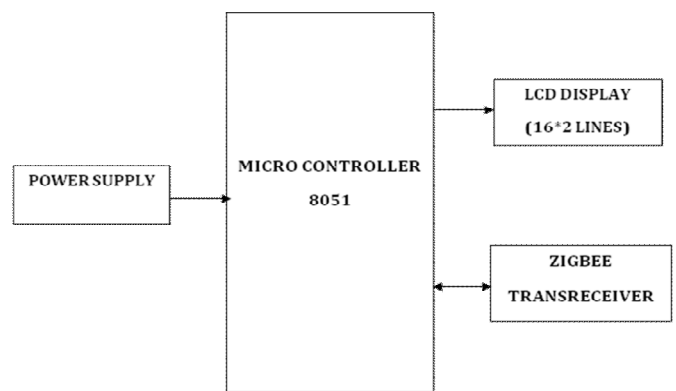 LCD DISPLAY
(16*2 LINES)
MICRO CONTROLLER
8051
POWER SUPPLY
ZIGBEE
TRANSRECEIVER